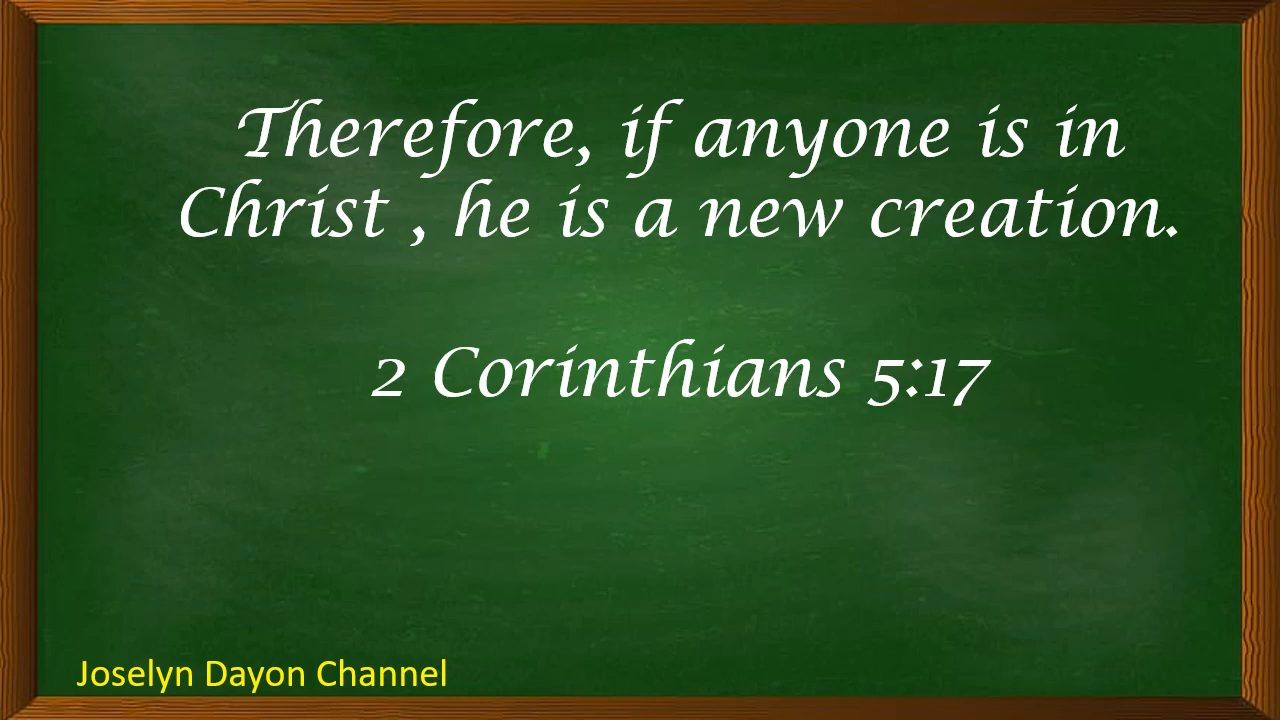 Therefore, if anyone is in
Christ , he is a new creation.
2 Corinthians 5:17
Joselyn Dayon Channel